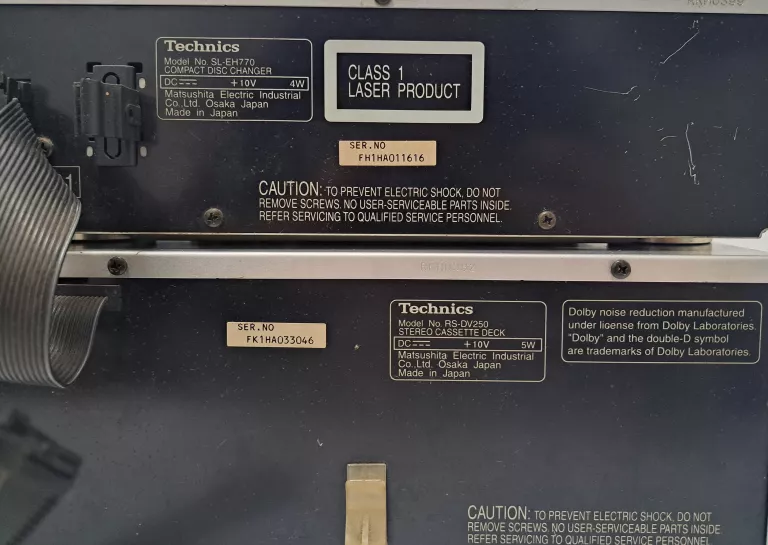 Technics
Model No. SL-EH770
COMPACT DISC CHANGER
DC +10V 4W
Matsushita Electric Industrial
Co.,Ltd. Osaka Japan
Made in Japan
CLASS 1
LASER PRODUCT
SER.NO
FH1HA011616
1
CAUTION: TO PREVENT ELECTRIC SHOCK, DO NOT
REMOVE SCREWS. NO USER-SERVICEABLE PARTS INSIDE.
REFER SERVICING TO QUALIFIED SERVICE PERSONNEL.
SER.NO
FK1HA033046
Technics
Model No. RS-DV250
STEREO CASSETTE DECK
DC +10V 5W
Matsushita Electric Industrial
Co.,Ltd. Osaka Japan
Made in Japan
Dolby noise reduction manufactured
under license from Dolby Laboratories.
"Dolby" and the double-D symbol
are trademarks of Dolby Laboratories.
CAUTION: TO PREVENT ELECTRIC SHOCK, DO NOT
REMOVE SCREWS. NO USER-SERVICEABLE PARTS INSIDE.
REFER SERVICING TO QUALIFIED SERVICE PERSONNEL.